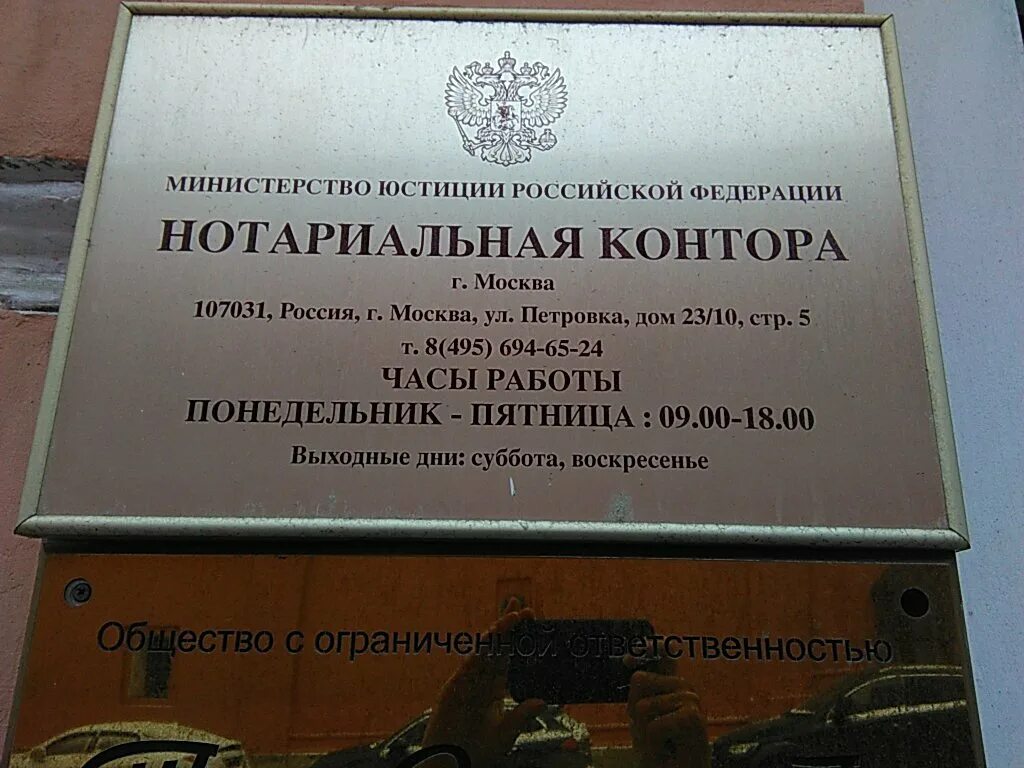 МИНИСТЕРСТВО ЮСТИЦИИ РОССИЙСКОЙ ФЕДЕРАЦИИ
НОТАРИАЛЬНАЯ КОНТОРА
г. Москва
107031, Россия, г. Москва, ул. Петровка, дом 23/10, стр. 5
т. 8(495) 694-65-24
ЧАСЫ РАБОТЫ
ПОНЕДЕЛЬНИК - ПЯТНИЦА : 09.00-18.00
Выходные дни: суббота, воскресенье
Общество с ограниченной ответственностью